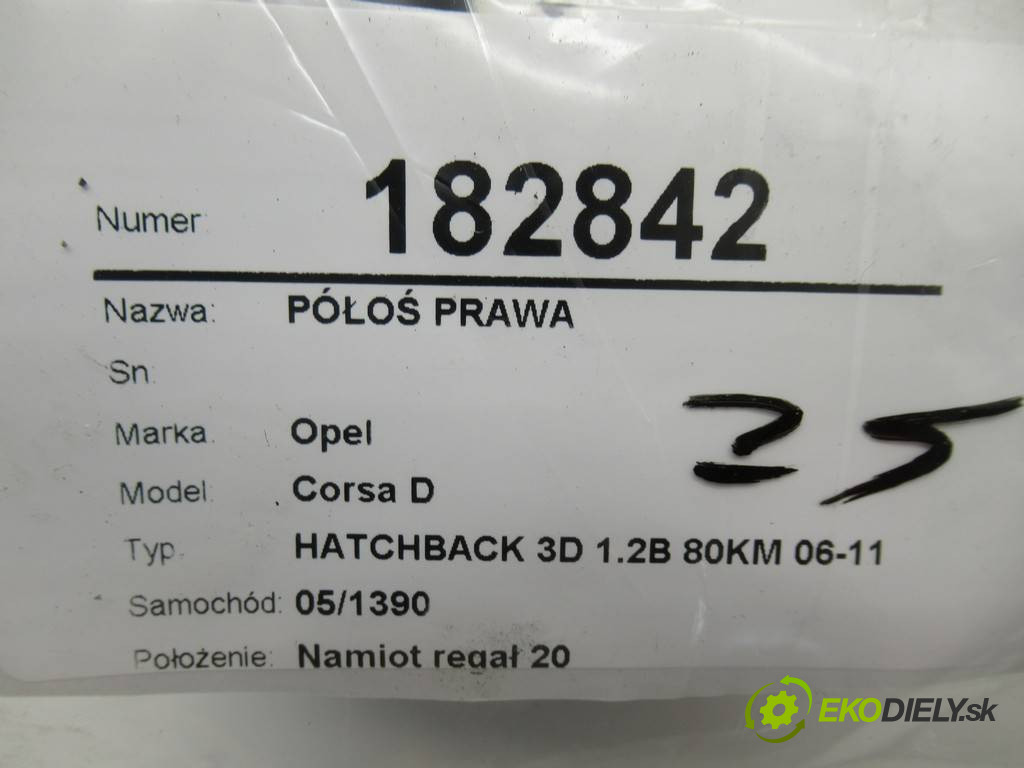 Numer: 182842
Nazwa: PÓŁOŚ PRAWA
Sn:
Marka: Opel
25
Model: Corsa D
Typ: HATCHBACK 3D 1.2B 80KM 06-11
Samochód: 05/1390
Położenie: Namiot regał 20
EKODIELY.sk